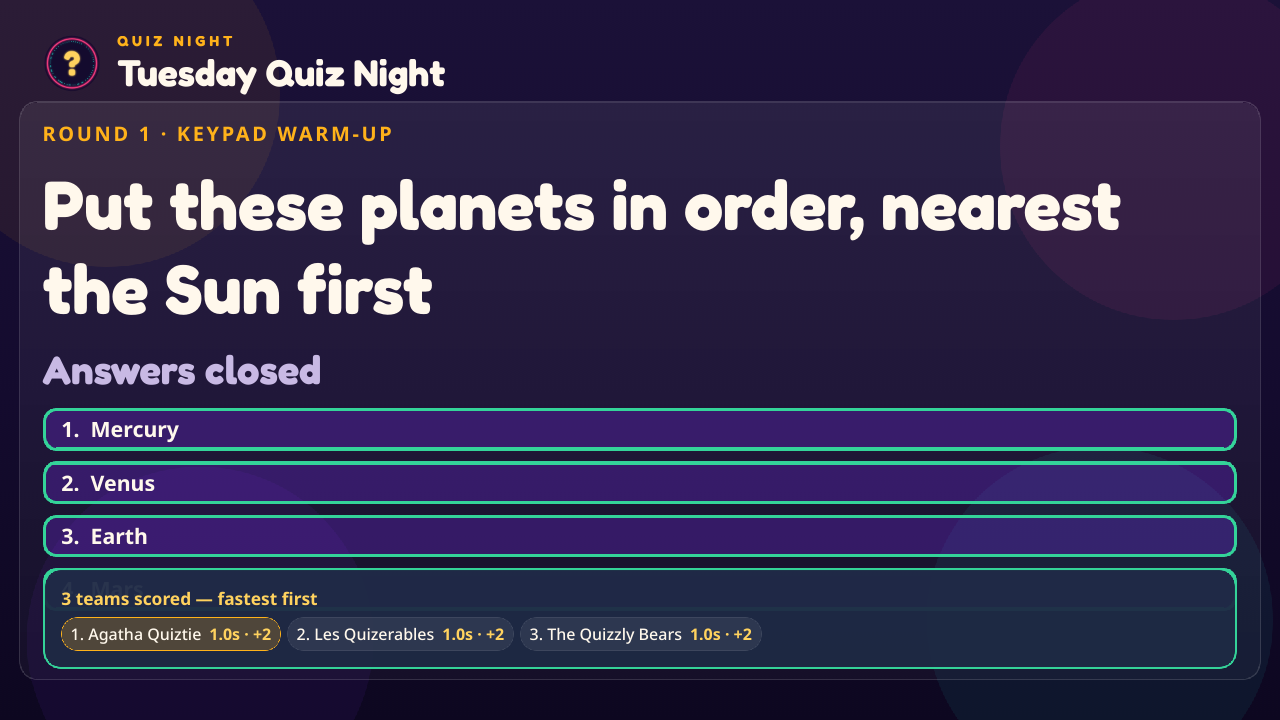 ?
QUIZ NIGHT
Tuesday Quiz Night
ROUND 1 · KEYPAD WARM-UP
Put these planets in order, nearest
the Sun first
Answers closed
1. Mercury
2. Venus
3. Earth
4. Mars
3 teams scored — fastest first
1. Agatha Quiztie 1.0s · +2
2. Les Quizerables 1.0s · +2
3. The Quizzly Bears 1.0s · +2